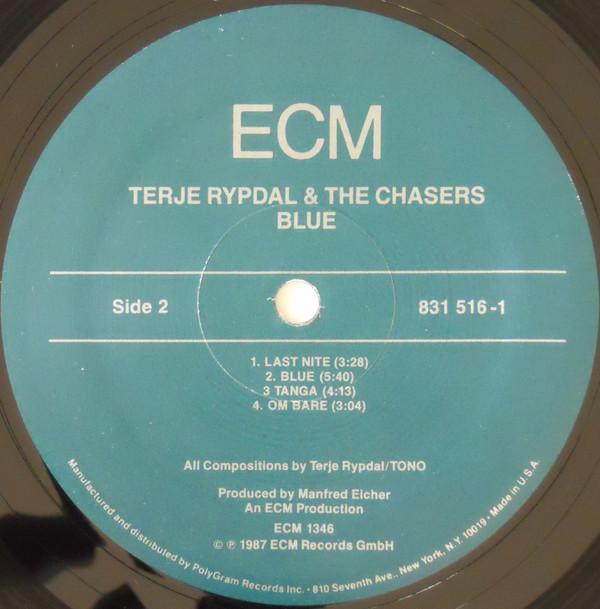 ECM
TERJE RYPDAL & THE CHASERS
BLUE
Side 2
831 516-1
1. LAST NITE (3:28)
2. BLUE (5:40)
3 TANGA (4:13)
4. OM BARE (3:04)
All Compositions by Terje Rypdal/TONO
Produced by Manfred Eicher
An ECM Production
ECM 1346
© ℗ 1987 ECM Records GmbH
Manufactured and distributed by PolyGram Records Inc. • 810 Seventh Ave., New York, N.Y. 10019 • Made in U.S.A.